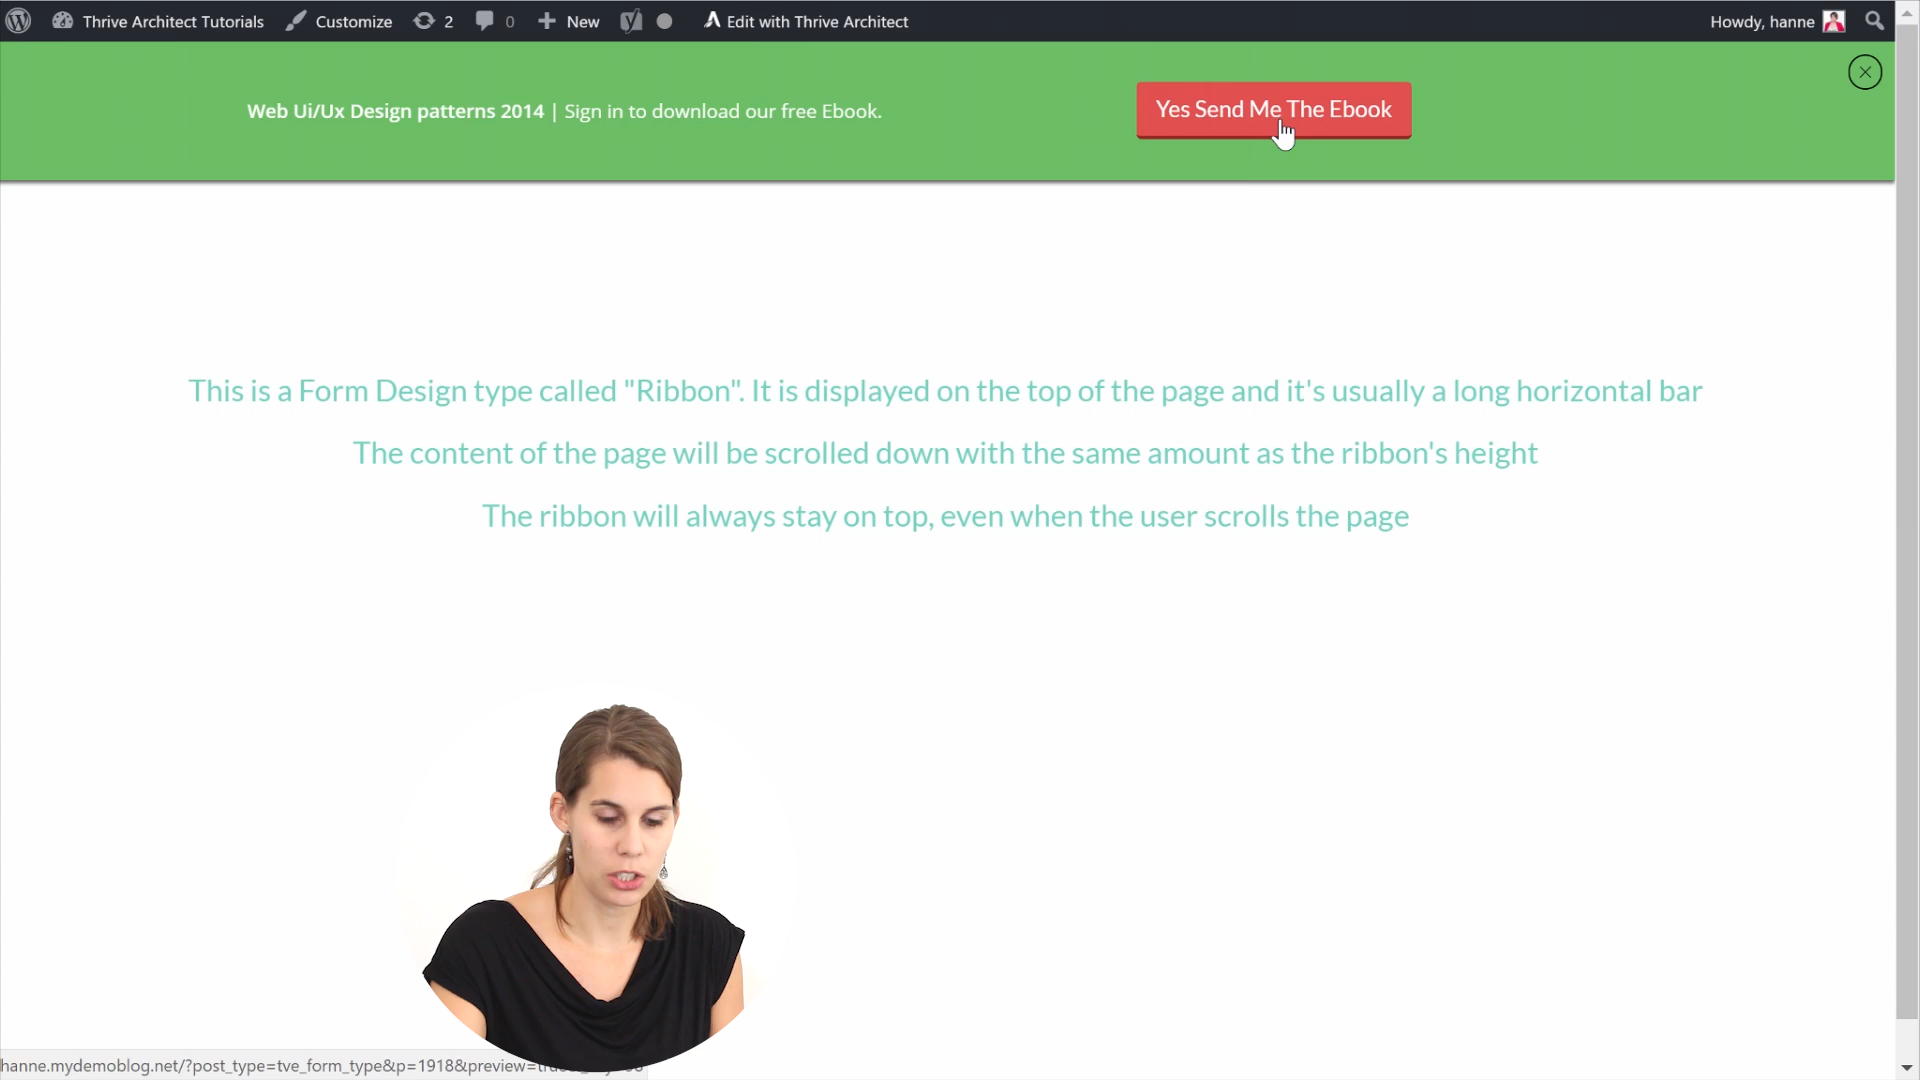 Thrive Architect Tutorials Customize 2 0 New Edit with Thrive Architect Howdy, hanne
Web Ui/Ux Design patterns 2014 | Sign in to download our free Ebook.
Yes Send Me The Ebook
This is a Form Design type called "Ribbon". It is displayed on the top of the page and it's usually a long horizontal bar
The content of the page will be scrolled down with the same amount as the ribbon's height
The ribbon will always stay on top, even when the user scrolls the page
hanne.mydemoblog.net/?post_type=tve_form_type&p=1918&preview=